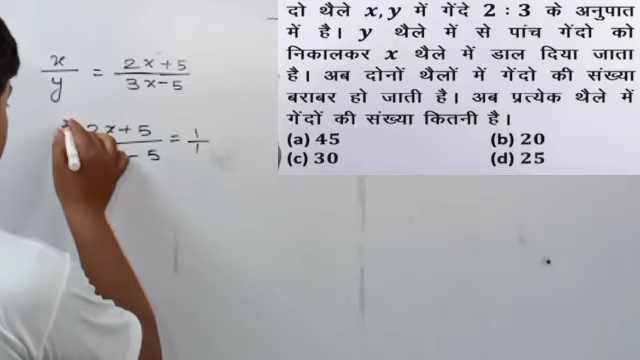 दो थैले x, y में गेंदे 2 : 3 के अनुपात
में है। y थैले में से पांच गेंदो को
निकालकर x थैले में डाल दिया जाता
है। अब दोनों थैलों में गेंदो की संख्या
बराबर हो जाती है। अब प्रत्येक थैले में
गेंदों की संख्या कितनी है।
(a) 45 (b) 20
(c) 30 (d) 25
x/y = 2x+5/3x-5
2x+5/-5 = 1/1